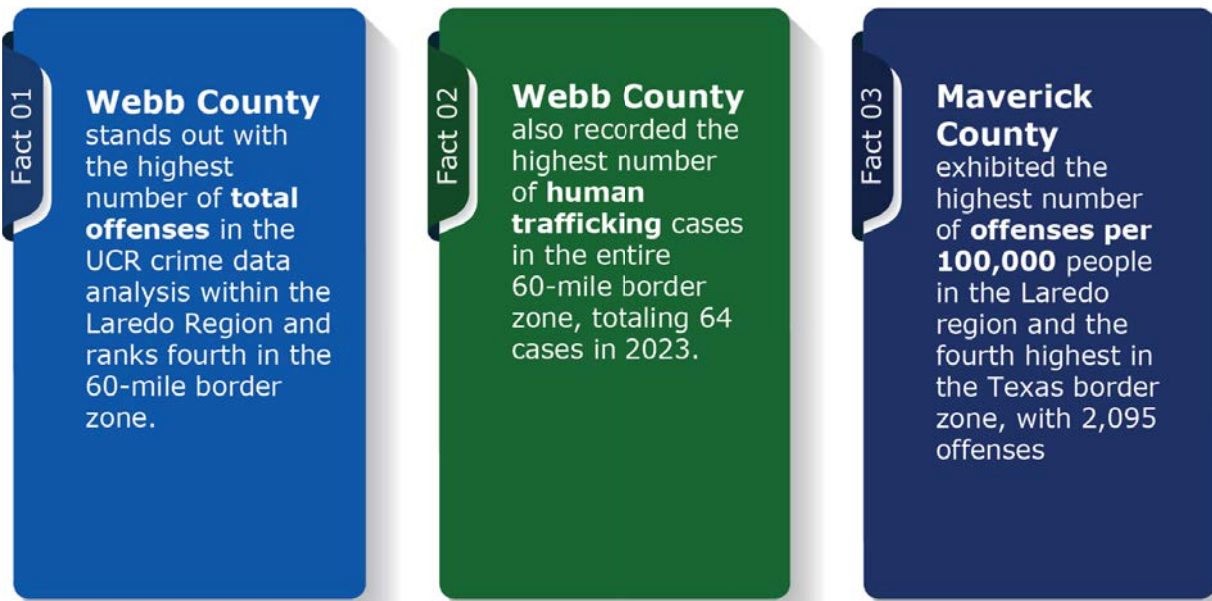 Fact 01
Webb County
stands out with
the highest
number of total
offenses in the
UCR crime data
analysis within the
Laredo Region and
ranks fourth in the
60-mile border
zone.
Fact 02
Webb County
also recorded the
highest number
of human
trafficking cases
in the entire
60-mile border
zone, totaling 64
cases in 2023.
Fact 03
Maverick
County
exhibited the
highest number
of offenses per
100,000 people
in the Laredo
region and the
fourth highest in
the Texas border
zone, with 2,095
offenses